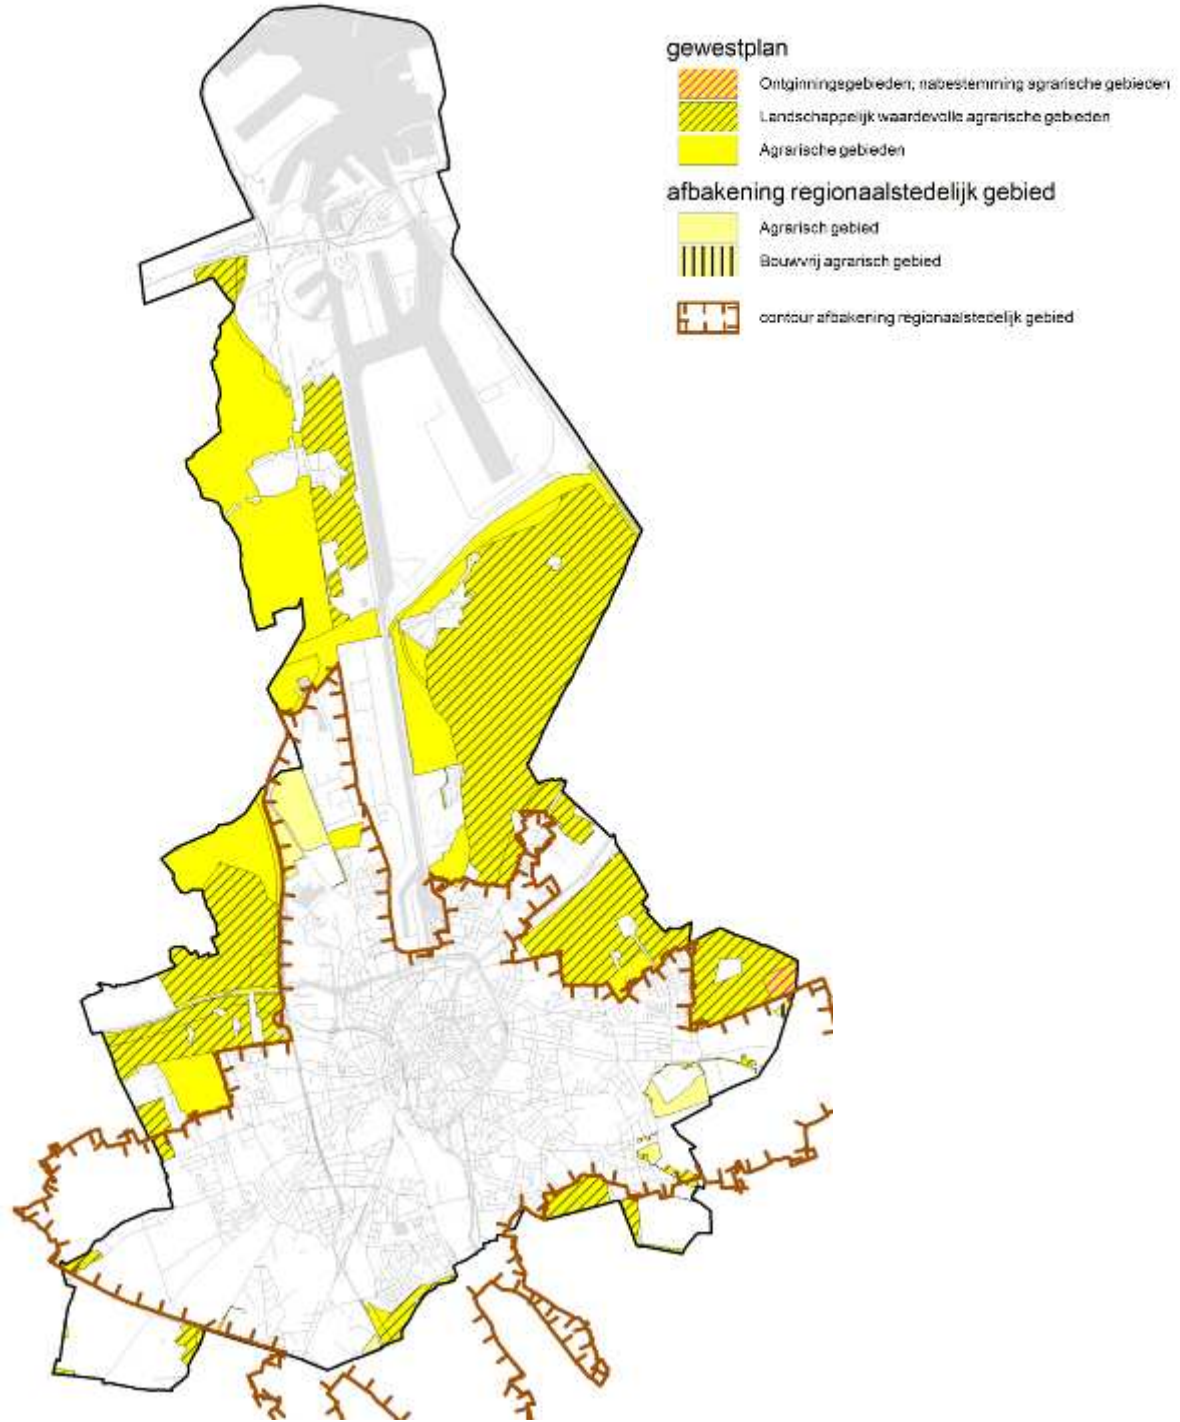 gewestplan
Ontginningsgebieden; nabestemming agrarische gebieden
Landschappelijk waardevolle agrarische gebieden
Agrarische gebieden
afbakening regionaalstedelijk gebied
Agrarisch gebied
Bouwvrij agrarisch gebied
contour afbakening regionaalstedelijk gebied